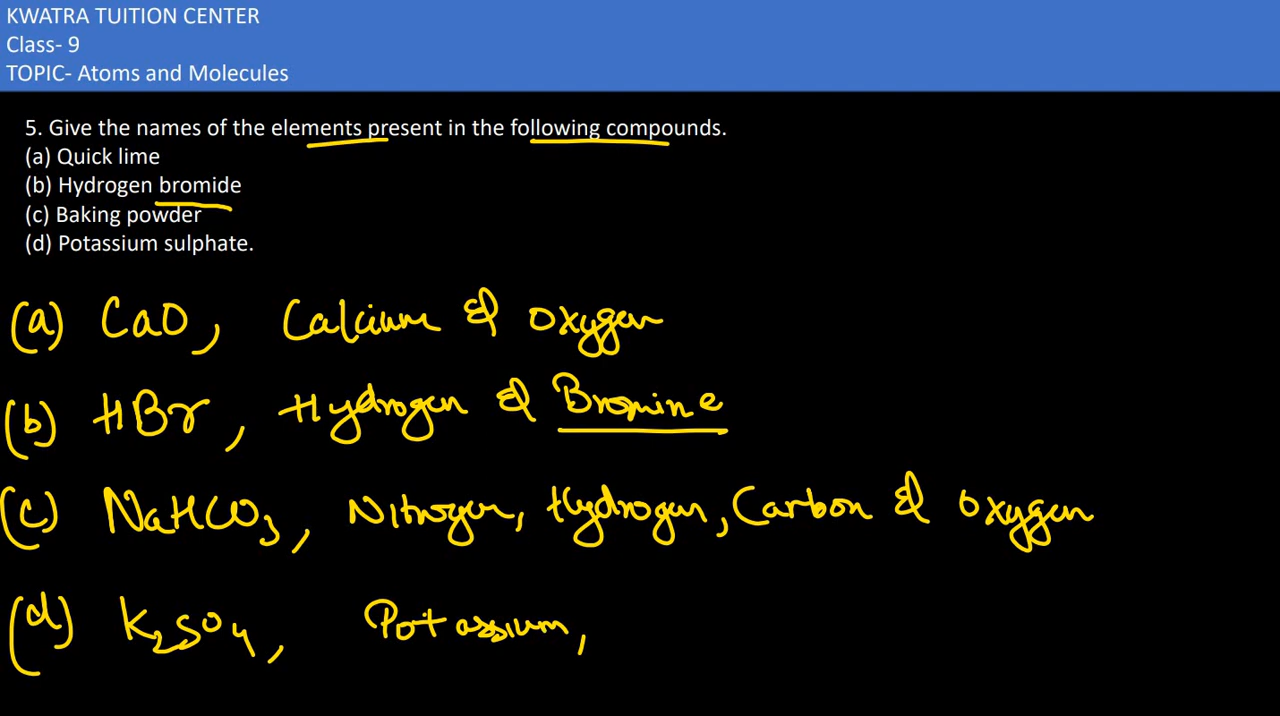 KWATRA TUITION CENTER
Class- 9
TOPIC- Atoms and Molecules
5. Give the names of the elements present in the following compounds.
(a) Quick lime
(b) Hydrogen bromide
(c) Baking powder
(d) Potassium sulphate.
(a) CaO, Calcium & Oxygen
(b) HBr, Hydrogen & Bromine
(c) NaHCO3, Nitrogen, Hydrogen, Carbon & Oxygen
(d) K2SO4, Potassium,